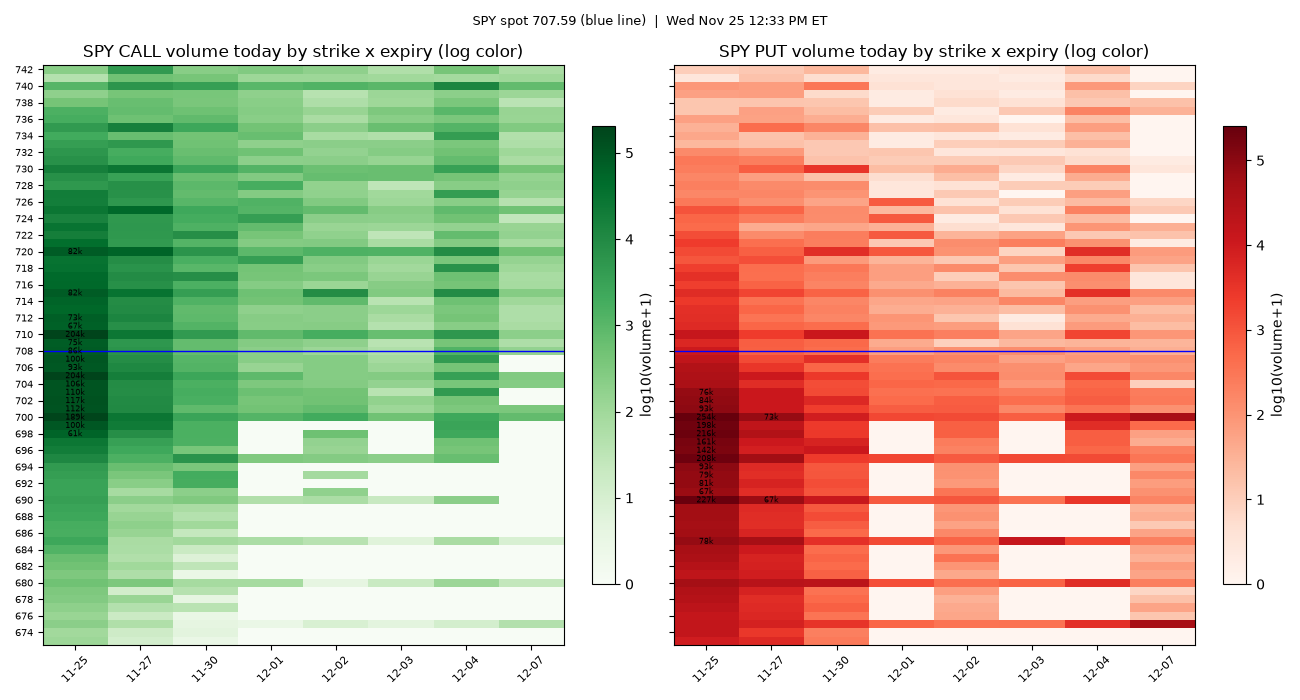 SPY spot 707.59 (blue line)  |  Wed Nov 25 12:33 PM ET
SPY CALL volume today by strike x expiry (log color)
742
740
738
736
734
732
730
728
726
724
722
720
718
716
714
712
710
708
706
704
702
700
698
696
694
692
690
688
686
684
682
680
678
676
674
82k
82k
73k
67k
204k
75k
86k
100k
93k
204k
106k
110k
117k
112k
189k
100k
61k
11-25
11-27
11-30
12-01
12-02
12-03
12-04
12-07
5
4
3
2
1
0
log10(volume+1)
SPY PUT volume today by strike x expiry (log color)
76k
84k
93k
73k
161k
142k
93k
79k
81k
67k
67k
78k
11-25
11-27
11-30
12-01
12-02
12-03
12-04
12-07
5
4
3
2
1
0
log10(volume+1)